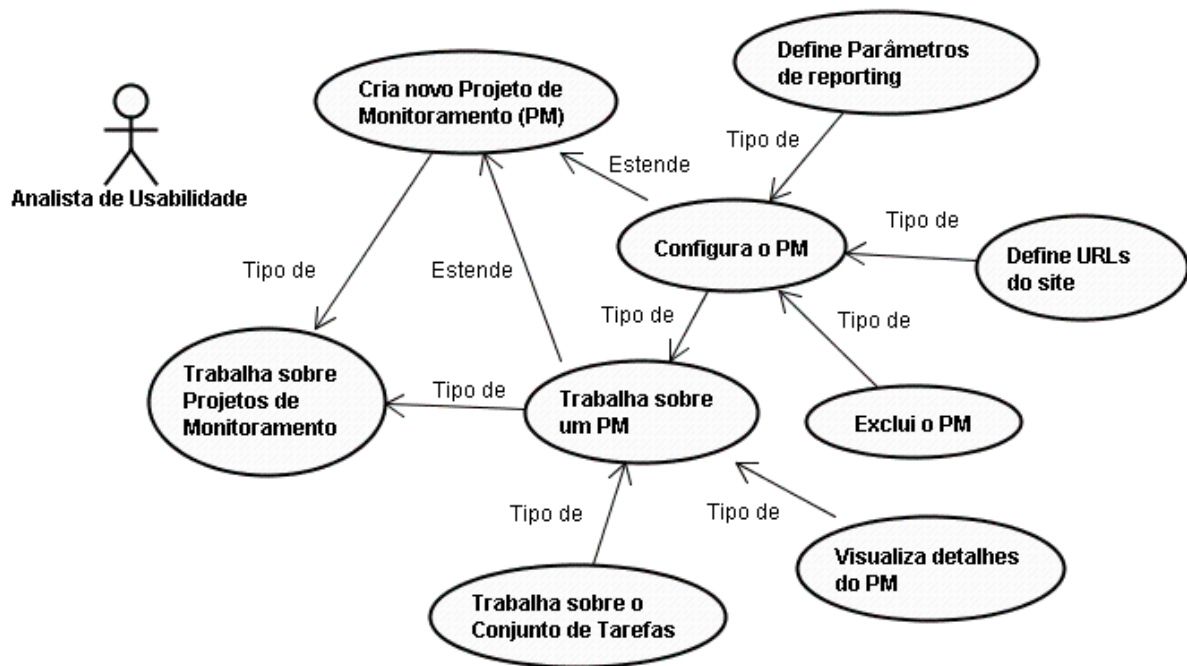 Define Parâmetros
de reporting
Cria novo Projeto de
Monitoramento (PM)
Tipo de
Estende
Analista de Usabilidade
Tipo de
Configura o PM
Define URLs
do site
Tipo de
Estende
Tipo de
Tipo de
Trabalha sobre
Projetos de
Monitoramento
Tipo de
Trabalha sobre
um PM
Exclui o PM
Tipo de
Tipo de
Visualiza detalhes
do PM
Trabalha sobre o
Conjunto de Tarefas